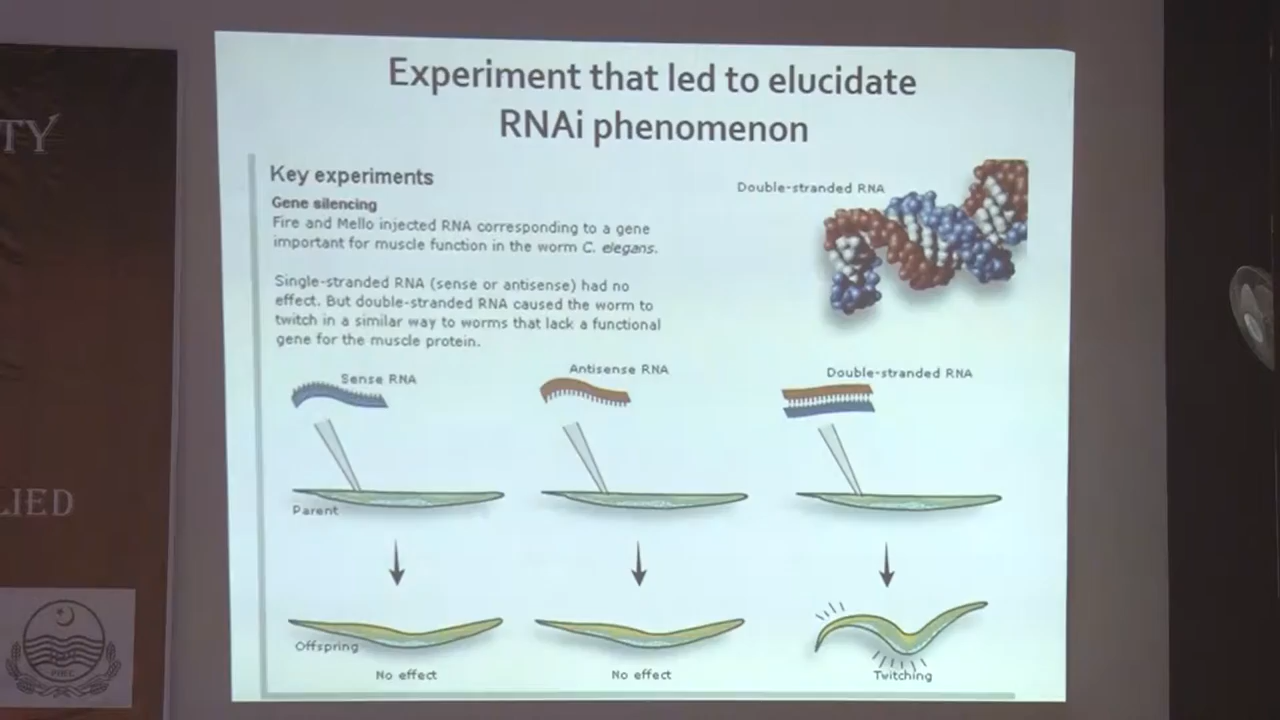 TY
LIED
Experiment that led to elucidate
RNAi phenomenon
Key experiments
Gene silencing
Fire and Mello injected RNA corresponding to a gene
important for muscle function in the worm C. elegans.
Single-stranded RNA (sense or antisense) had no
effect. But double-stranded RNA caused the worm to
twitch in a similar way to worms that lack a functional
gene for the muscle protein.
Double-stranded RNA
Sense RNA
Antisense RNA
Double-stranded RNA
Parent
Offspring
No effect
No effect
Twitching